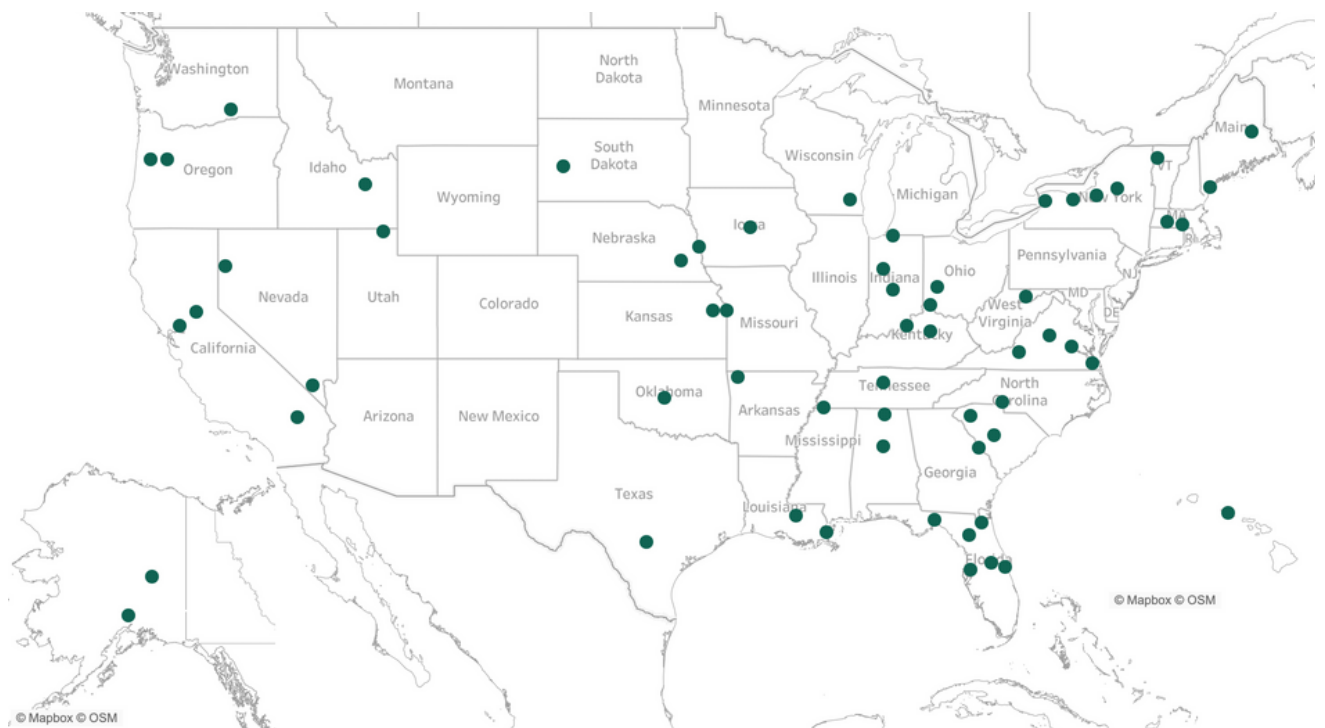 Washington
Montana
North
Dakota
Minnesota
Maine
Oregon
Idaho
South
Dakota
Wisconsin
Michigan
VT
New York
MA
RI
Wyoming
Iowa
Nebraska
Pennsylvania
NJ
Nevada
Utah
Colorado
Kansas
Illinois
Indiana
Ohio
MD
DE
West
Virginia
California
Missouri
Kentucky
Arizona
New Mexico
Oklahoma
Arkansas
Tennessee
North
Carolina
Mississippi
Georgia
Texas
Louisiana
Florida
© Mapbox © OSM
© Mapbox © OSM